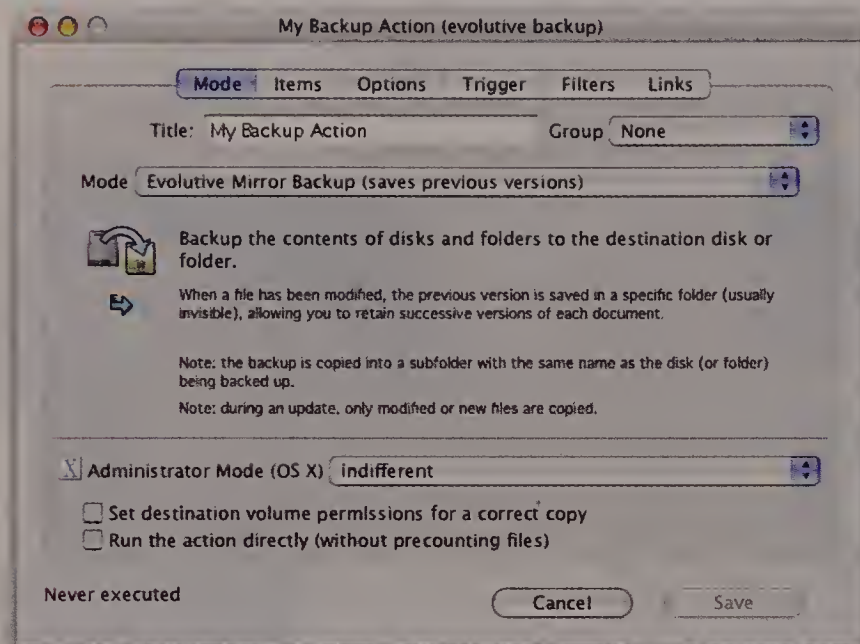 My Backup Action (evolutive backup)
Mode Items Options Trigger Filters Links
Title: My Backup Action Group None
Mode Evolutive Mirror Backup (saves previous versions)
Backup the contents of disks and folders to the destination disk or
folder.
When a file has been modified, the previous version is saved in a specific folder (usually
invisible), allowing you to retain successive versions of each document.
Note: the backup is copied into a subfolder with the same name as the disk (or folder)
being backed up.
Note: during an update, only modified or new files are copied.
X Administrator Mode (OS X) indifferent
Set destination volume permissions for a correct copy
Run the action directly (without precounting files)
Never executed Cancel Save